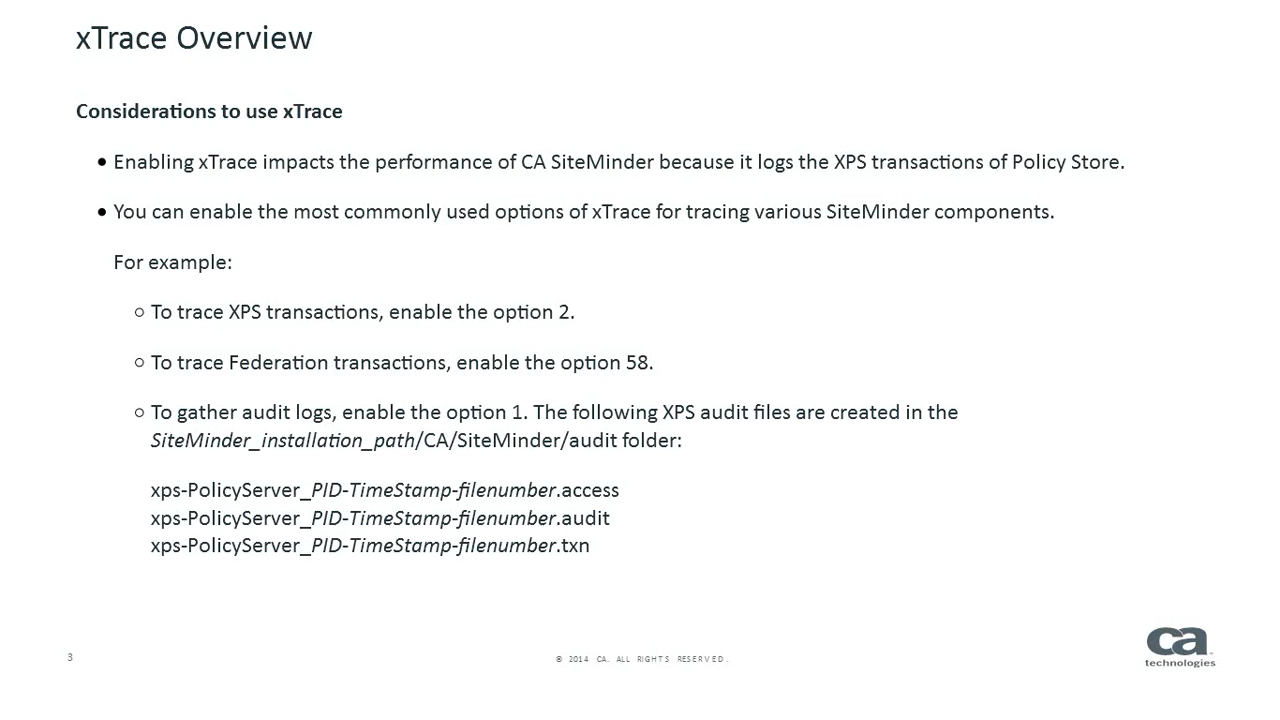 xTrace Overview
Considerations to use xTrace
• Enabling xTrace impacts the performance of CA SiteMinder because it logs the XPS transactions of Policy Store.
• You can enable the most commonly used options of xTrace for tracing various SiteMinder components.
For example:
○ To trace XPS transactions, enable the option 2.
○ To trace Federation transactions, enable the option 58.
○ To gather audit logs, enable the option 1. The following XPS audit files are created in the
SiteMinder_installation_path/CA/SiteMinder/audit folder:
xps-PolicyServer_PID-TimeStamp-filenumber.access
xps-PolicyServer_PID-TimeStamp-filenumber.audit
xps-PolicyServer_PID-TimeStamp-filenumber.txn
3
© 2014 CA. ALL RIGHTS RESERVED.
ca
technologies